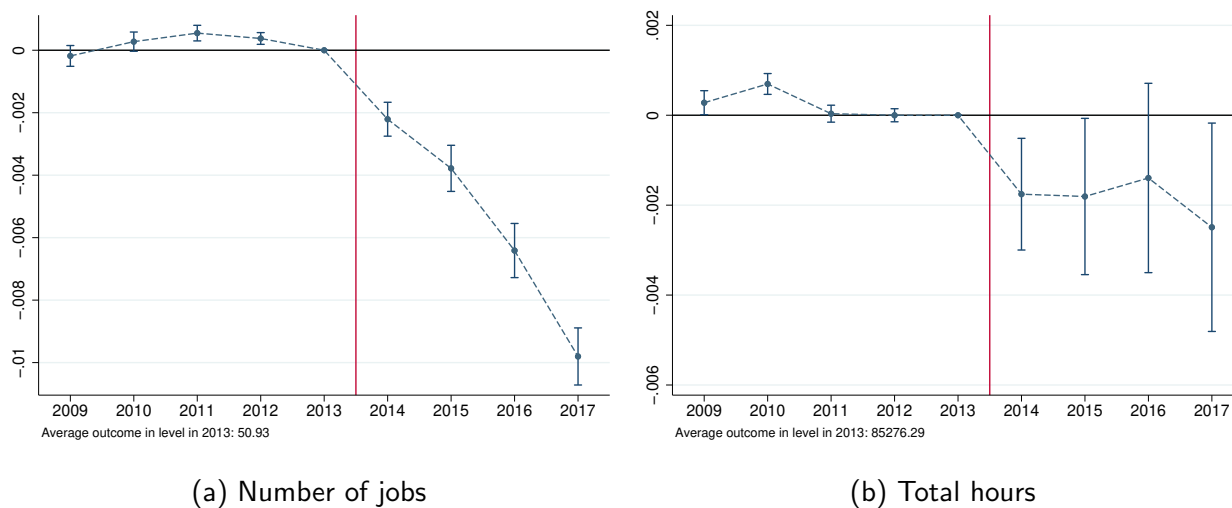 0
-.002
-.004
-.006
-.008
-.01
2009 2010 2011 2012 2013 2014 2015 2016 2017
Average outcome in level in 2013: 50.93
(a) Number of jobs
.002
0
-.002
-.004
-.006
2009 2010 2011 2012 2013 2014 2015 2016 2017
Average outcome in level in 2013: 85276.29
(b) Total hours